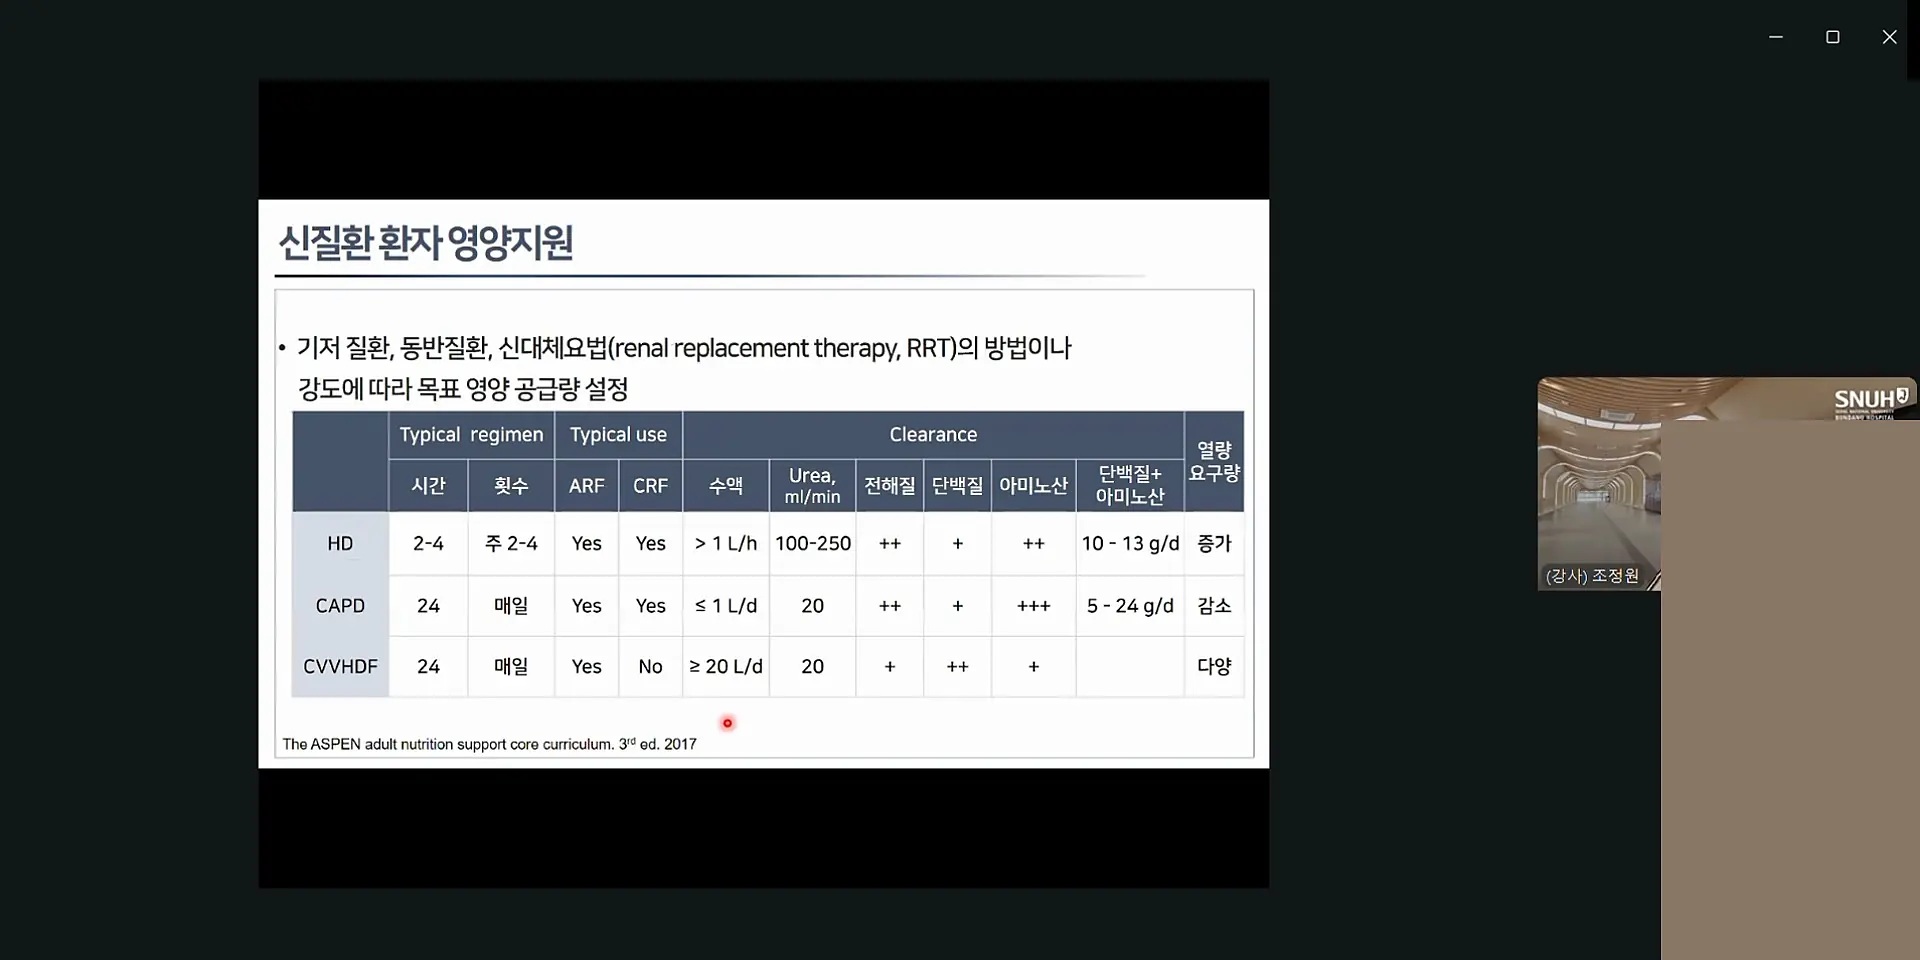 신질환 환자 영양지원
• 기저 질환, 동반질환, 신대체요법(renal replacement therapy, RRT)의 방법이나
강도에 따라 목표 영양 공급량 설정
Typical regimen Typical use Clearance 열량 요구량
시간 횟수 ARF CRF 수액 Urea, ml/min 전해질 단백질 아미노산 단백질+ 아미노산
HD 2-4 주 2-4 Yes Yes > 1 L/h 100-250 ++ + ++ 10 - 13 g/d 증가
CAPD 24 매일 Yes Yes ≤ 1 L/d 20 ++ + +++ 5 - 24 g/d 감소
CVVHDF 24 매일 Yes No ≥ 20 L/d 20 + ++ + 다양
The ASPEN adult nutrition support core curriculum. 3rd ed. 2017
SNUH
(강사) 조정원